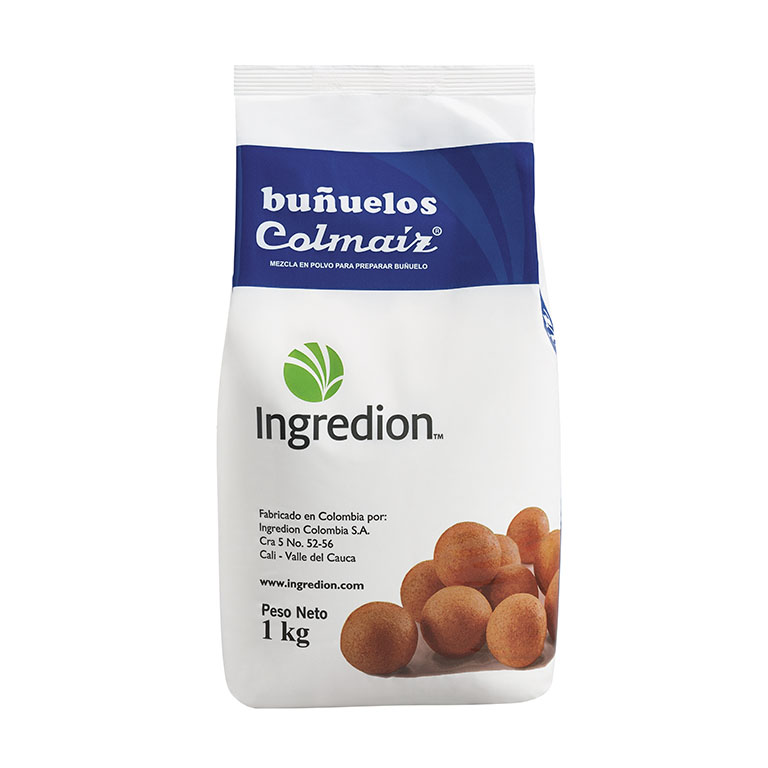 buñuelos
Colmaíz®
MEZCLA EN POLVO PARA PREPARAR BUÑUELO
Ingredion™
Fabricado en Colombia por:
Ingredion Colombia S.A.
Cra 5 No. 52-56
Cali - Valle del Cauca
www.ingredion.com
Peso Neto
1 kg